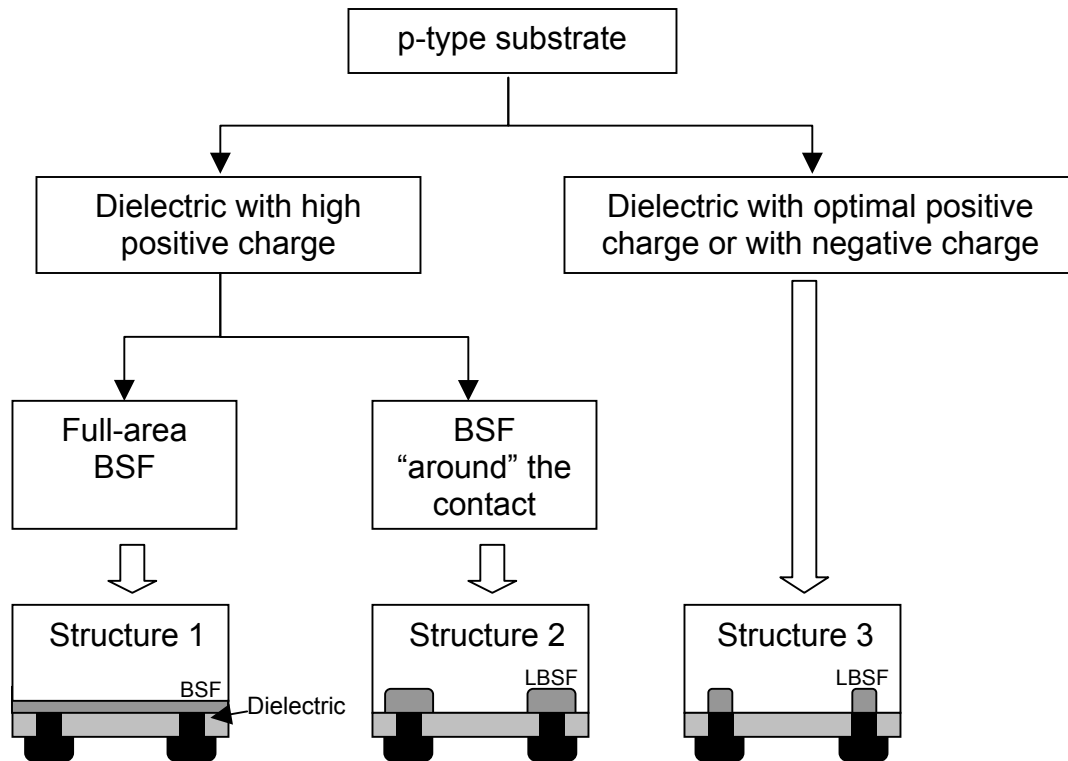 p-type substrate
Dielectric with high
positive charge
Dielectric with optimal positive
charge or with negative charge
Full-area
BSF
BSF
“around” the
contact
Structure 1
BSF
Dielectric
Structure 2
LBSF
Structure 3
LBSF